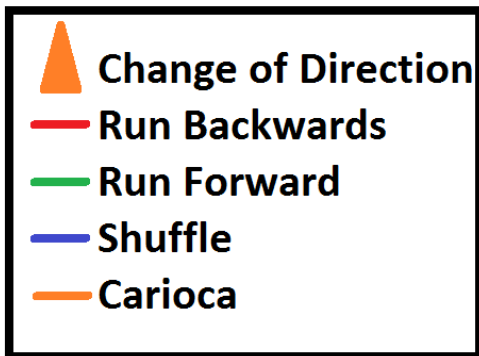 Change of Direction
Run Backwards
Run Forward
Shuffle
Carioca